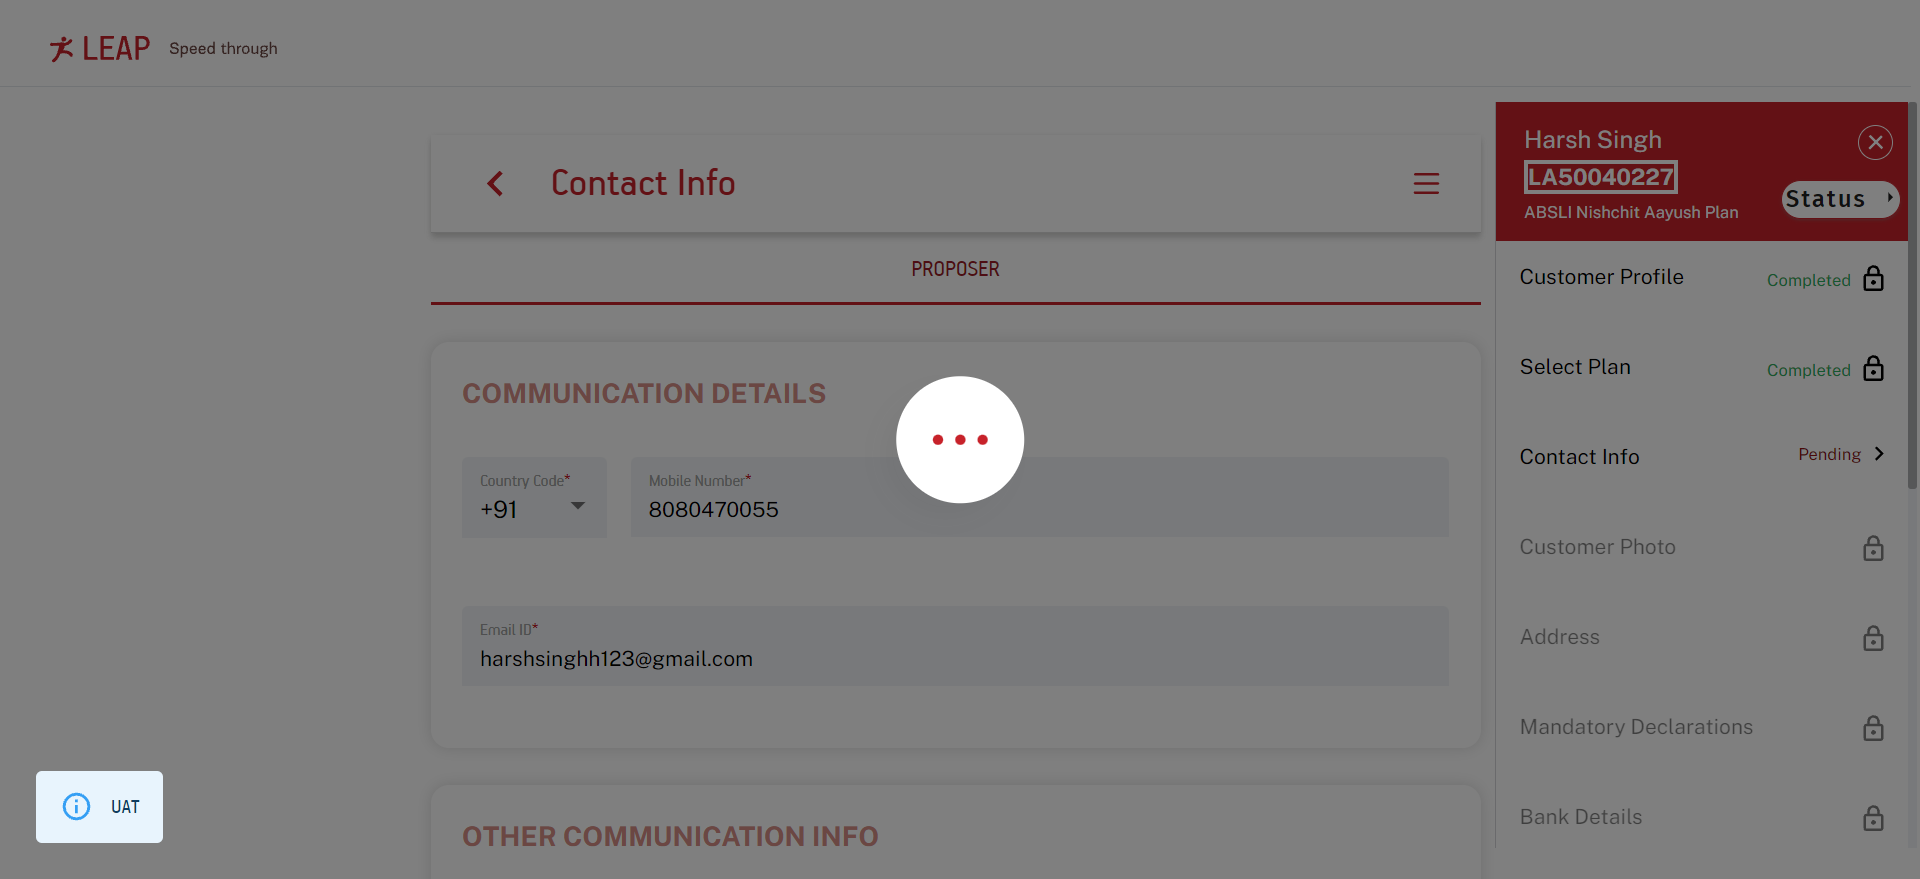 LEAP Speed through
Contact Info
PROPOSER
COMMUNICATION DETAILS
Country Code*
+91
Mobile Number*
8080470055
Email ID*
harshsinghh123@gmail.com
OTHER COMMUNICATION INFO
UAT
Harsh Singh
LA50040227
ABSLI Nishchit Aayush Plan
Status
Customer Profile Completed
Select Plan Completed
Contact Info Pending
Customer Photo
Address
Mandatory Declarations
Bank Details